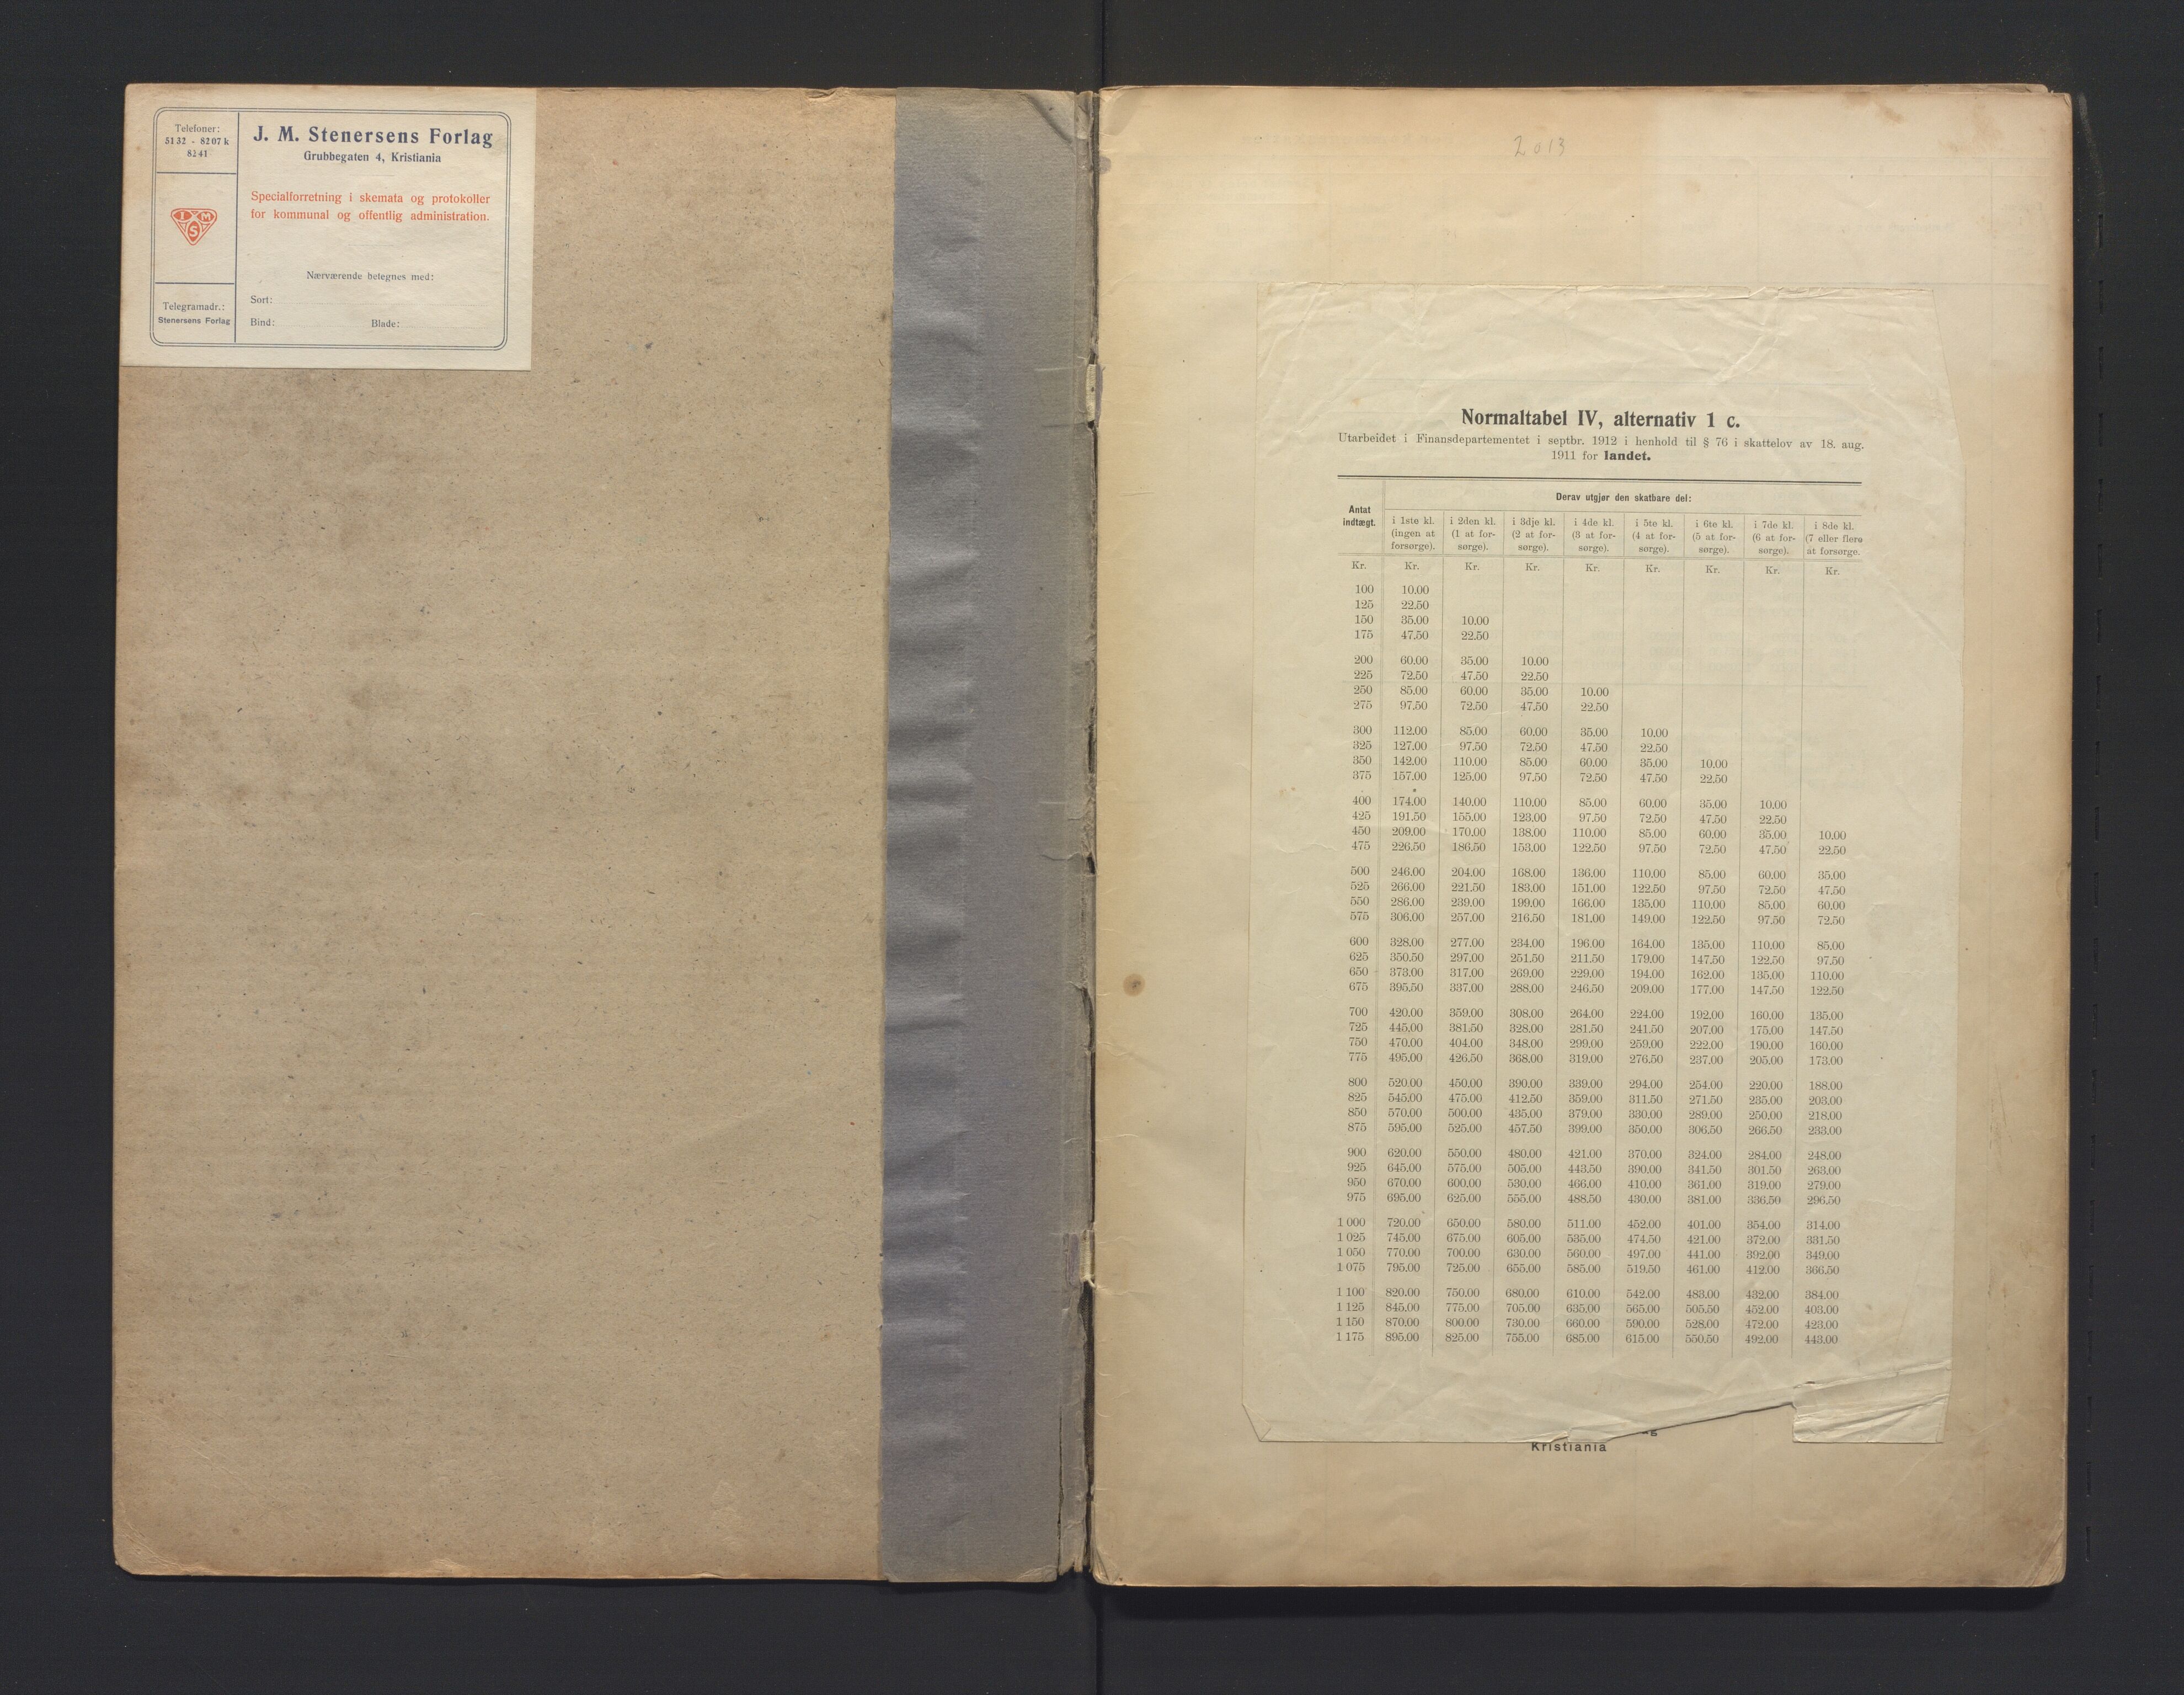 Telefoner:
5132 - 8207 k
8241
I M S
Telegramadr.:
Stenersens Forlag
J. M. Stenersens Forlag
Grubbegaten 4, Kristiania
Specialforretning i skemata og protokoller
for kommunal og offentlig administration.
Nærværende betegnes med:
Sort:
Bind: Blade:
2013
Normaltabel IV, alternativ 1 c.
Utarbeidet i Finansdepartementet i septbr. 1912 i henhold til § 76 i skattelov av 18. aug.
1911 for landet.
Antat indtægt. Derav utgjør den skatbare del:
i 1ste kl. i 2den kl. i 3dje kl. i 4de kl. i 5te kl. i 6te kl. i 7de kl. i 8de kl.
(ingen at (1 at for- (2 at for- (3 at for- (4 at for- (5 at for- (6 at for- (7 eller flere
forsørge). sørge). sørge). sørge). sørge). sørge). sørge). at forsørge.
Kr. Kr. Kr. Kr. Kr. Kr. Kr. Kr. Kr.
100 10.00
125 22.50
150 35.00 10.00
175 47.50 22.50
200 60.00 35.00 10.00
225 72.50 47.50 22.50
250 85.00 60.00 35.00 10.00
275 97.50 72.50 47.50 22.50
300 112.00 85.00 60.00 35.00 10.00
325 127.00 97.50 72.50 47.50 22.50
350 142.00 110.00 85.00 60.00 35.00 10.00
375 157.00 125.00 97.50 72.50 47.50 22.50
400 174.00 140.00 110.00 85.00 60.00 35.00 10.00
425 191.50 155.00 123.00 97.50 72.50 47.50 22.50
450 209.00 170.00 138.00 110.00 85.00 60.00 35.00 10.00
475 226.50 186.50 153.00 122.50 97.50 72.50 47.50 22.50
500 246.00 204.00 168.00 136.00 110.00 85.00 60.00 35.00
525 266.00 221.50 183.00 151.00 122.50 97.50 72.50 47.50
550 286.00 239.00 199.00 166.00 135.00 110.00 85.00 60.00
575 306.00 257.00 216.50 181.00 149.00 122.50 97.50 72.50
600 328.00 277.00 234.00 196.00 164.00 135.00 110.00 85.00
625 350.50 297.00 251.50 211.50 179.00 147.50 122.50 97.50
650 373.00 317.00 269.00 229.00 194.00 162.00 135.00 110.00
675 395.50 337.00 288.00 246.50 209.00 177.00 147.50 122.50
700 420.00 359.00 308.00 264.00 224.00 192.00 160.00 135.00
725 445.00 381.50 328.00 281.50 241.50 207.00 175.00 147.50
750 470.00 404.00 348.00 299.00 259.00 222.00 190.00 160.00
775 495.00 426.50 368.00 319.00 276.50 237.00 205.00 173.00
800 520.00 450.00 390.00 339.00 294.00 254.00 220.00 188.00
825 545.00 475.00 412.50 359.00 311.50 271.50 235.00 203.00
850 570.00 500.00 435.00 379.00 330.00 289.00 250.00 218.00
875 595.00 525.00 457.50 399.00 350.00 306.50 266.50 233.00
900 620.00 550.00 480.00 421.00 370.00 324.00 284.00 248.00
925 645.00 575.00 505.00 443.50 390.00 341.50 301.50 263.00
950 670.00 600.00 530.00 466.00 410.00 361.00 319.00 279.00
975 695.00 625.00 555.00 488.50 430.00 381.00 336.50 296.50
1 000 720.00 650.00 580.00 511.00 452.00 401.00 354.00 314.00
1 025 745.00 675.00 605.00 535.00 474.50 421.00 372.00 331.50
1 050 770.00 700.00 630.00 560.00 497.00 441.00 392.00 349.00
1 075 795.00 725.00 655.00 585.00 519.50 461.00 412.00 366.50
1 100 820.00 750.00 680.00 610.00 542.00 483.00 432.00 384.00
1 125 845.00 775.00 705.00 635.00 565.00 505.50 452.00 403.00
1 150 870.00 800.00 730.00 660.00 590.00 528.00 472.00 423.00
1 175 895.00 825.00 755.00 685.00 615.00 550.50 492.00 443.00
Kristiania